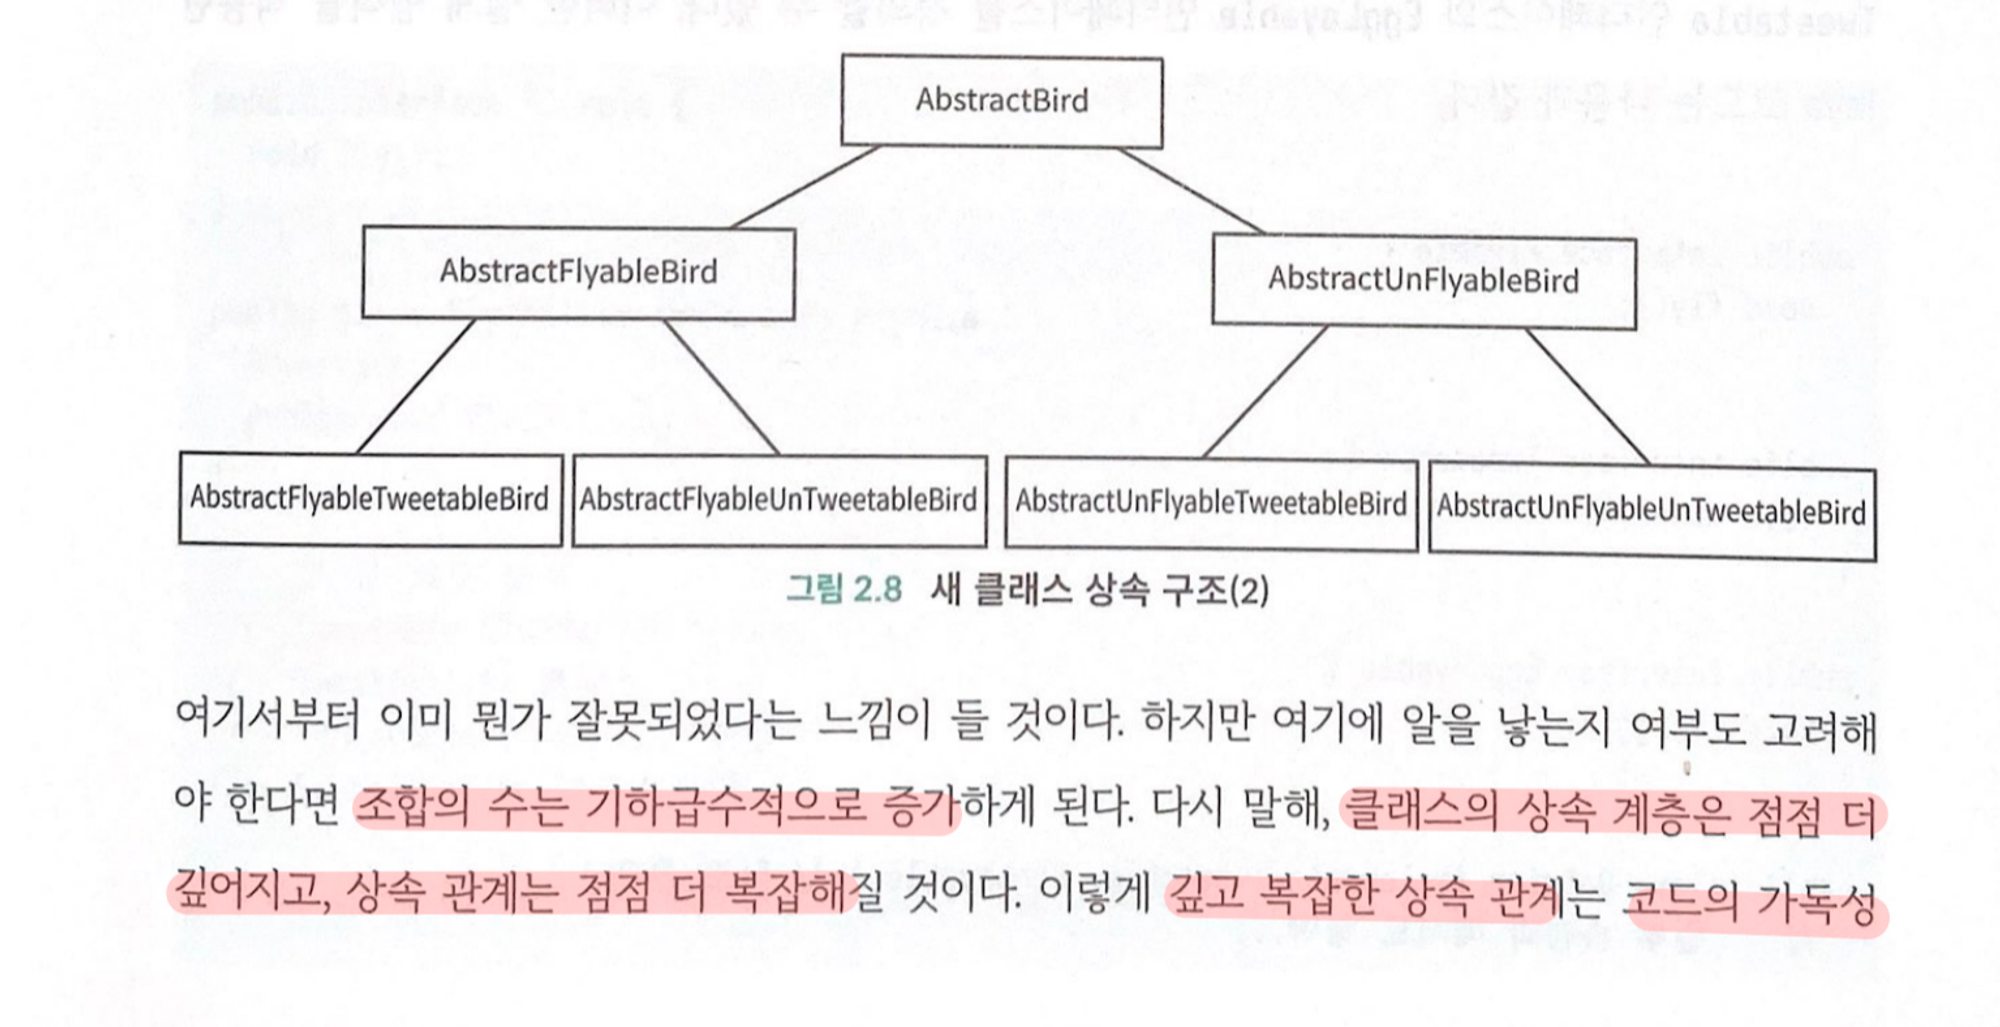 AbstractBird
AbstractFlyableBird
AbstractUnFlyableBird
AbstractFlyableTweetableBird
AbstractFlyableUnTweetableBird
AbstractUnFlyableTweetableBird
AbstractUnFlyableUnTweetableBird
그림 2.8 새 클래스 상속 구조(2)
여기서부터 이미 뭔가 잘못되었다는 느낌이 들 것이다. 하지만 여기에 알을 낳는지 여부도 고려해
야 한다면 조합의 수는 기하급수적으로 증가하게 된다. 다시 말해, 클래스의 상속 계층은 점점 더
깊어지고, 상속 관계는 점점 더 복잡해질 것이다. 이렇게 깊고 복잡한 상속 관계는 코드의 가독성